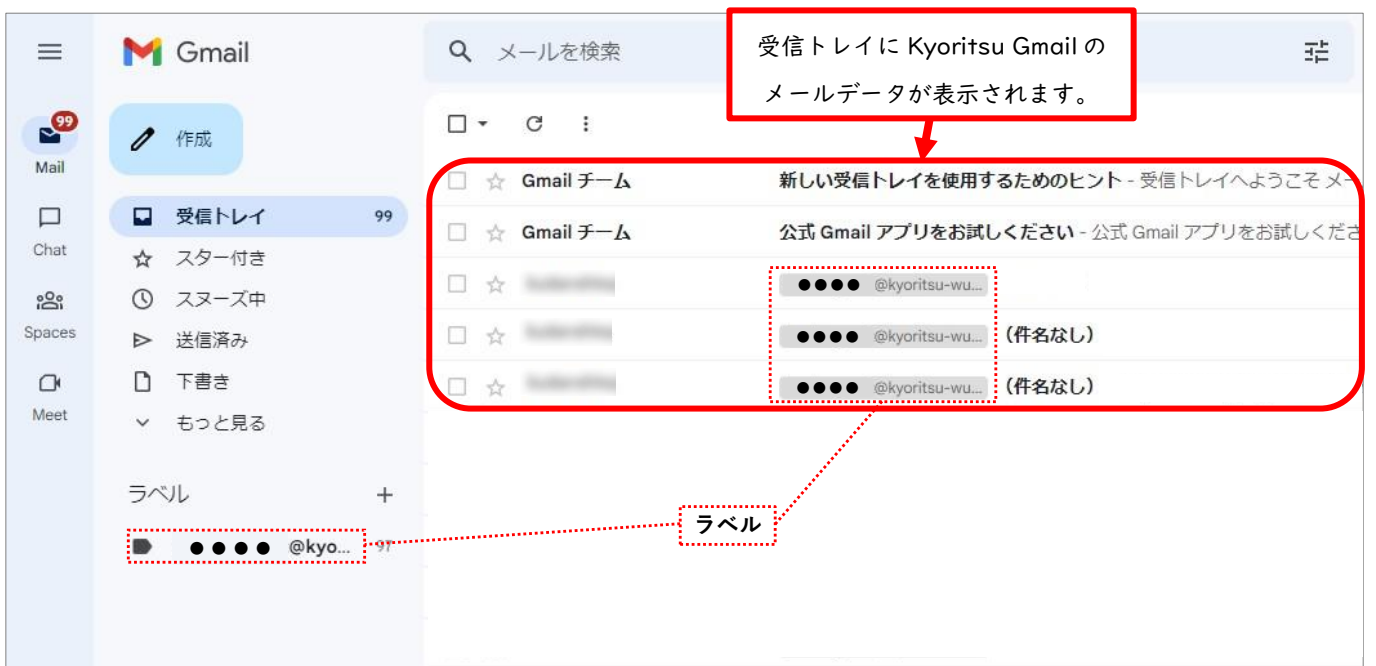 Gmail
メールを検索
受信トレイに Kyoritsu Gmail の
メールデータが表示されます。
99
Mail
Chat
Spaces
Meet
作成
受信トレイ 99
スター付き
スヌーズ中
送信済み
下書き
もっと見る
ラベル +
●●●● @kyo... 97
Gmail チーム 新しい受信トレイを使用するためのヒント - 受信トレイへようこそ メー
Gmail チーム 公式 Gmail アプリをお試しください - 公式 Gmail アプリをお試しくださ
●●●● @kyoritsu-wu...
●●●● @kyoritsu-wu... (件名なし)
●●●● @kyoritsu-wu... (件名なし)
ラベル